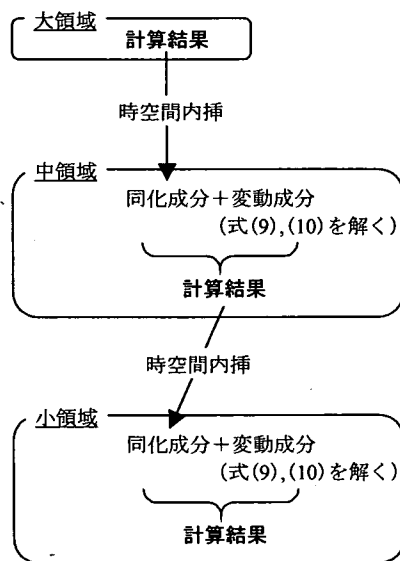 大領域
計算結果
時空間内挿
中領域
同化成分＋変動成分
(式(9),(10)を解く)
計算結果
時空間内挿
小領域
同化成分＋変動成分
(式(9),(10)を解く)
計算結果